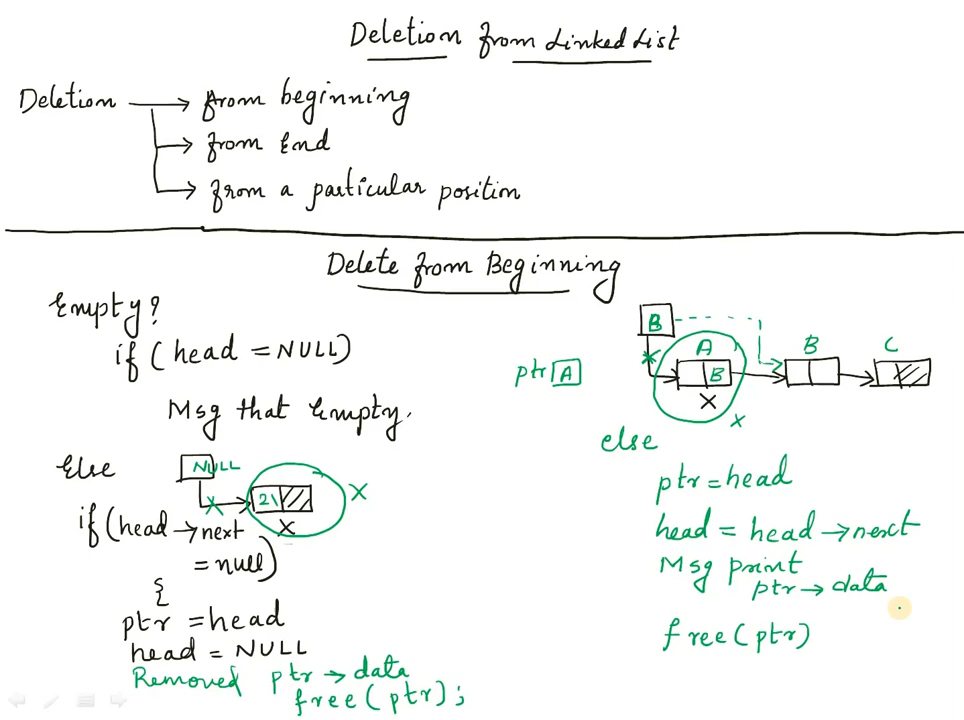 Deletion from Linked List
Deletion → from beginning
→ from End
→ from a particular position
Delete from Beginning
Empty?
if (head = NULL)
Msg that Empty.
Else
NULL
21
X
X
X
if (head → next
= null)
{
ptr = head
head = NULL
Removed ptr → data
free(ptr);
B
A
B
C
ptr A
B
X
X
X
else
ptr = head
head = head → next
Msg print
ptr → data
free(ptr)